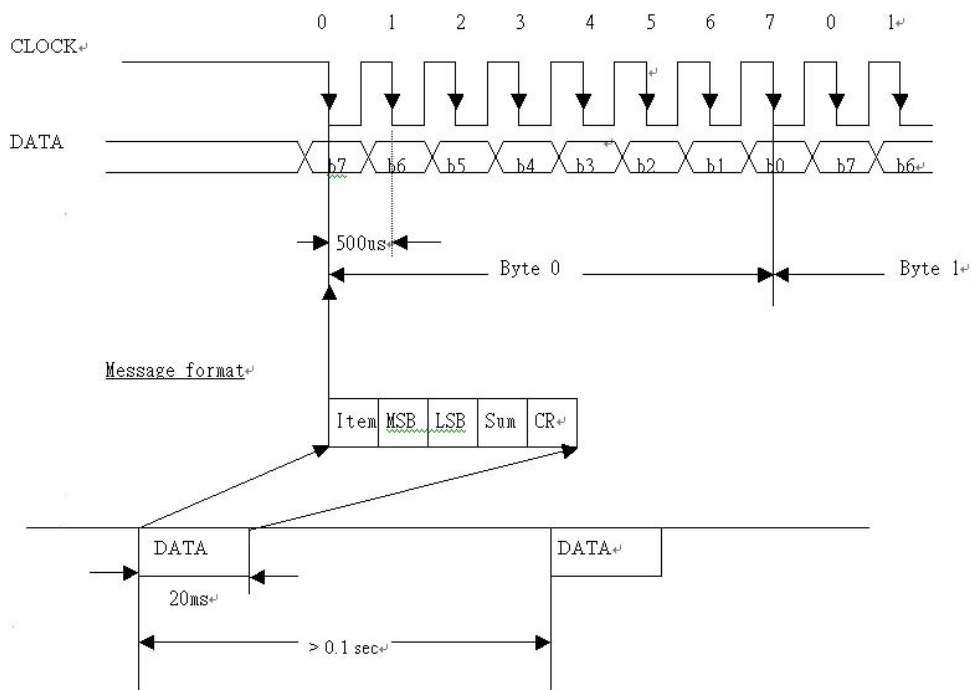 0 1 2 3 4 5 6 7 0 1
CLOCK
DATA
b7 b6 b5 b4 b3 b2 b1 b0 b7 b6
500us
Byte 0 Byte 1
Message format
Item MSB LSB Sum CR
DATA DATA
20ms
> 0.1 sec